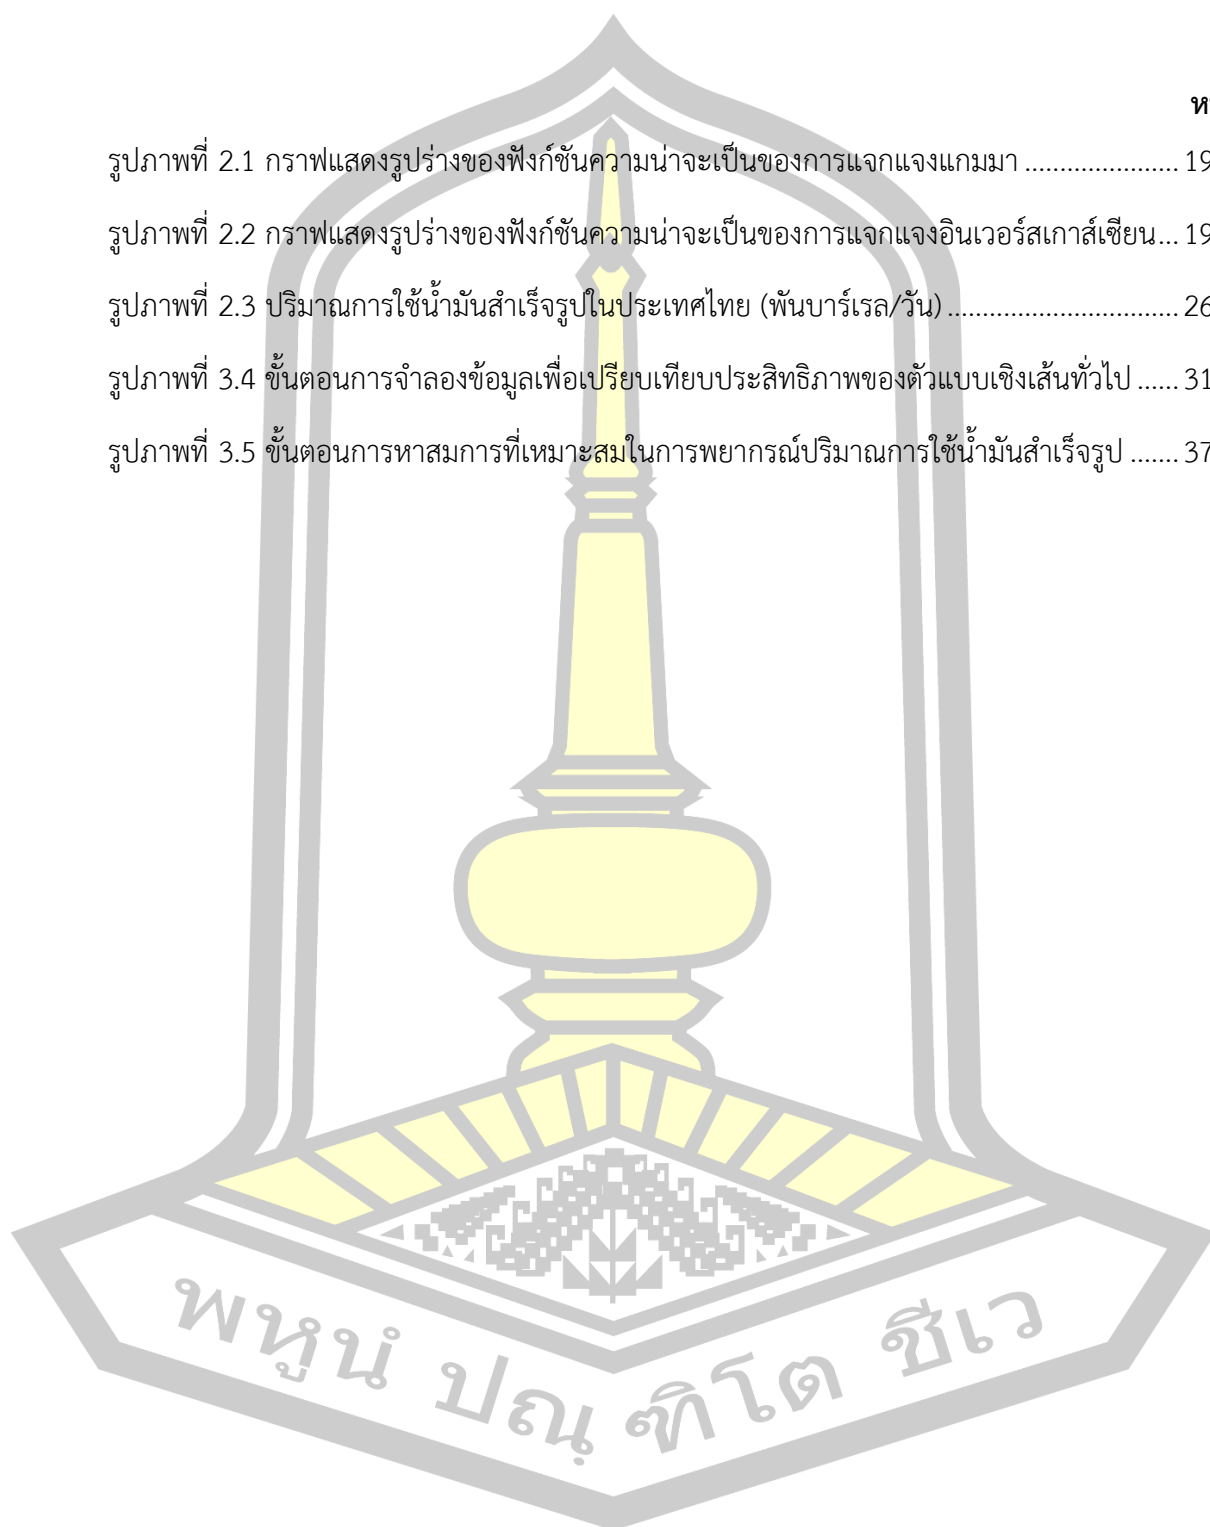 รูปภาพที่ 2.1 กราฟแสดงรูปร่างของฟังก์ชันความน่าจะเป็นของการแจกแจงแกมมา ...................... 19
รูปภาพที่ 2.2 กราฟแสดงรูปร่างของฟังก์ชันความน่าจะเป็นของการแจกแจงอินเวอร์สเกาส์เซียน... 19
รูปภาพที่ 2.3 ปริมาณการใช้น้ำมันสำเร็จรูปในประเทศไทย (พันบาร์เรล/วัน) ................................. 26
รูปภาพที่ 3.4 ขั้นตอนการจำลองข้อมูลเพื่อเปรียบเทียบประสิทธิภาพของตัวแบบเชิงเส้นทั่วไป ...... 31
รูปภาพที่ 3.5 ขั้นตอนการหาสมการที่เหมาะสมในการพยากรณ์ปริมาณการใช้น้ำมันสำเร็จรูป ....... 37
พหูนํ ปณฺฑิโต ชีเว